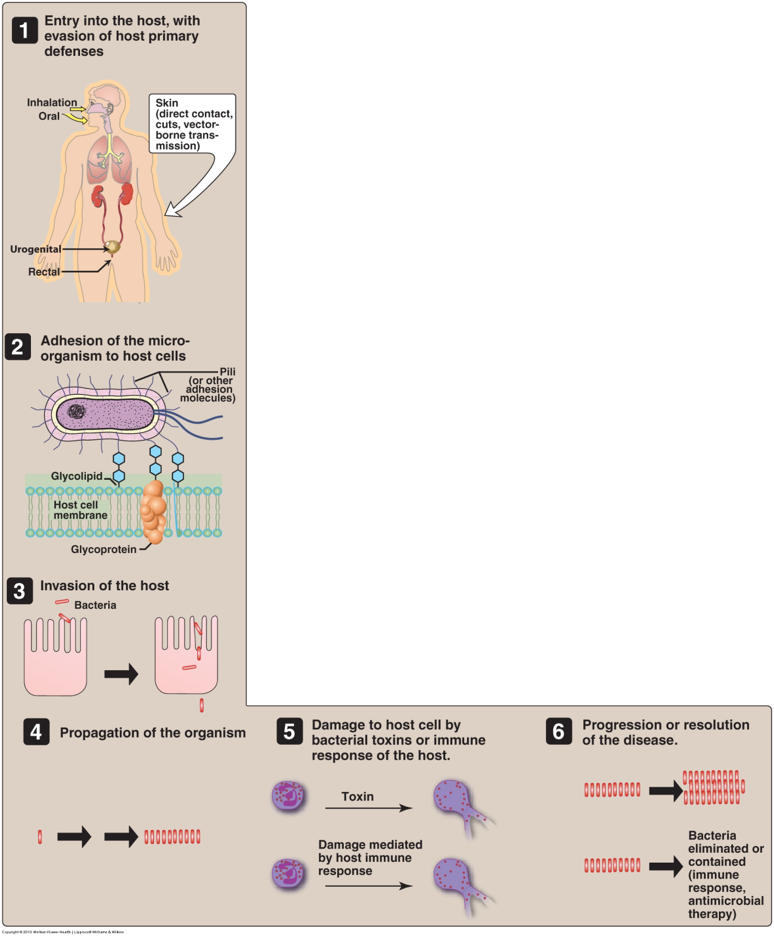 1
Entry into the host, with
evasion of host primary
defenses
Inhalation
Oral
Skin
(direct contact,
cuts, vector-
borne trans-
mission)
Urogenital
Rectal
2
Adhesion of the micro-
organism to host cells
Pili
(or other
adhesion
molecules)
Glycolipid
Host cell
membrane
Glycoprotein
3
Invasion of the host
Bacteria
4
Propagation of the organism
5
Damage to host cell by
bacterial toxins or immune
response of the host.
Toxin
Damage mediated
by host immune
response
6
Progression or resolution
of the disease.
Bacteria
eliminated or
contained
(immune
response,
antimicrobial
therapy)
Copyright © 2013 Wolters Kluwer Health | Lippincott Williams & Wilkins